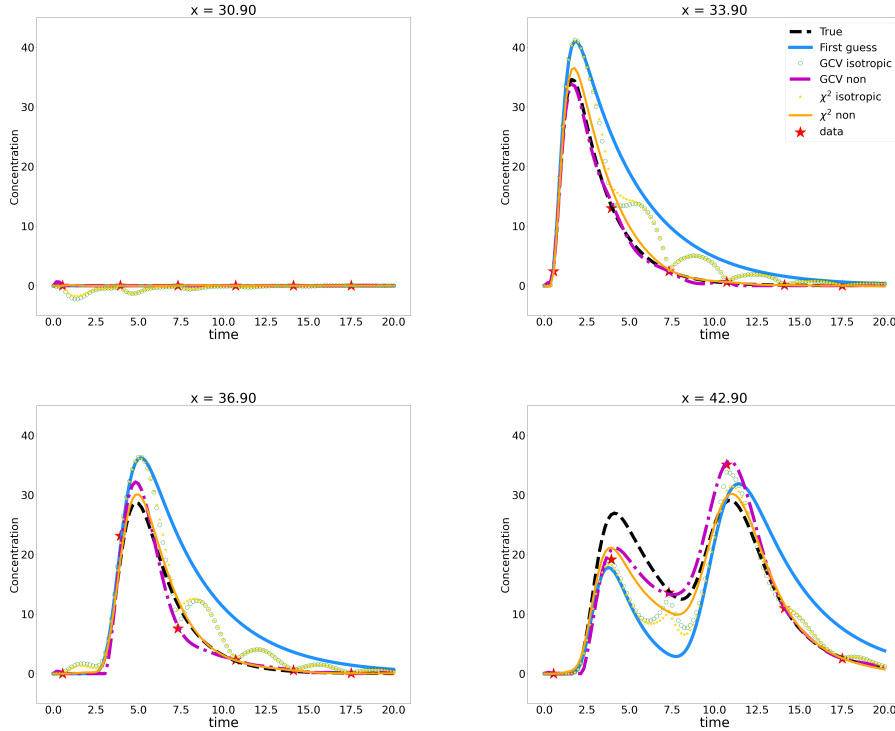 x = 30.90
40
30
20
10
0
Concentration
0.0 2.5 5.0 7.5 10.0 12.5 15.0 17.5 20.0
time
x = 33.90
40
30
20
10
0
Concentration
True
First guess
GCV isotropic
GCV non
χ² isotropic
χ² non
data
0.0 2.5 5.0 7.5 10.0 12.5 15.0 17.5 20.0
time
x = 36.90
40
30
20
10
0
Concentration
0.0 2.5 5.0 7.5 10.0 12.5 15.0 17.5 20.0
time
x = 42.90
40
30
20
10
0
Concentration
0.0 2.5 5.0 7.5 10.0 12.5 15.0 17.5 20.0
time